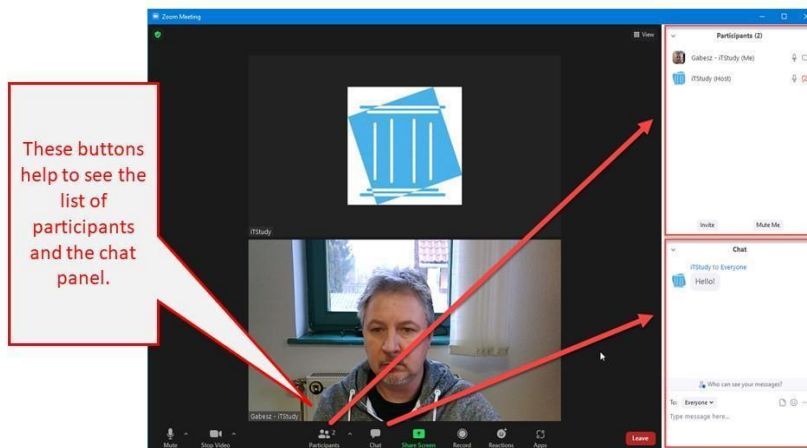 Zoom Meeting
View
These buttons
help to see the
list of
participants
and the chat
panel.
iTStudy
Gabesz - iTStudy
Mute
Stop Video
2
Participants
Chat
Share Screen
Record
Reactions
Apps
Leave
Participants (2)
Gabesz - iTStudy (Me)
iTStudy (Host)
Invite
Mute Me
Chat
iTStudy to Everyone
Hello!
Who can see your messages?
To: Everyone
Type message here...